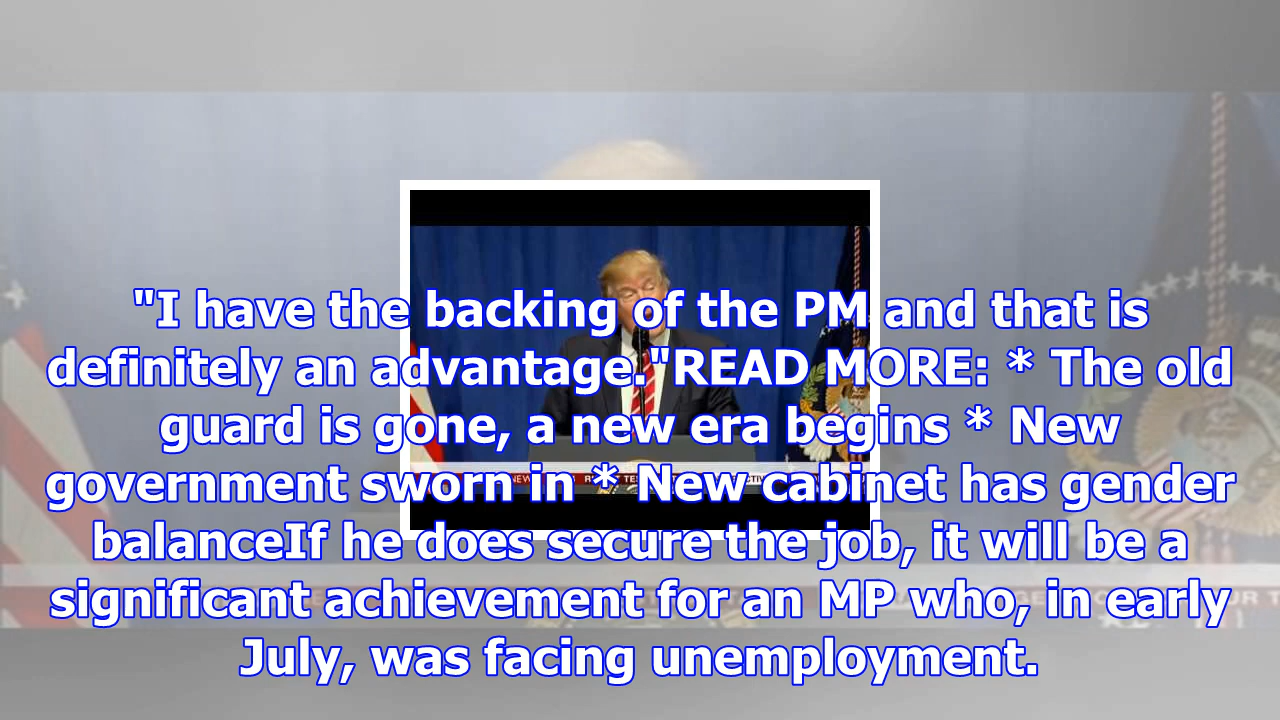 "I have the backing of the PM and that is
definitely an advantage."READ MORE: * The old
guard is gone, a new era begins * New
government sworn in * New cabinet has gender
balanceIf he does secure the job, it will be a
significant achievement for an MP who, in early
July, was facing unemployment.